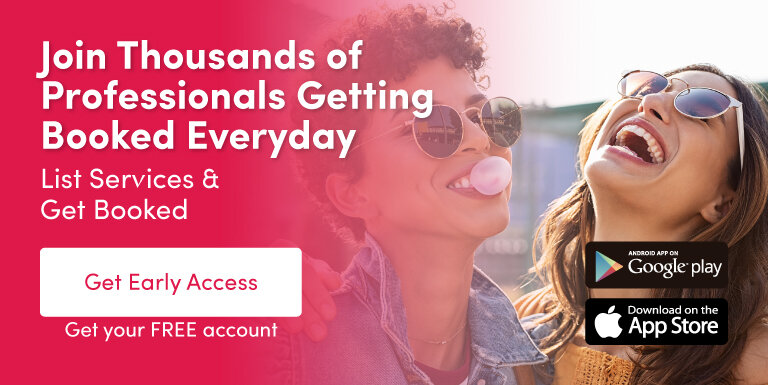 Join Thousands of
Professionals Getting
Booked Everyday
List Services &
Get Booked
Get Early Access
Get your FREE account
ANDROID APP ON
Google play
Download on the
App Store